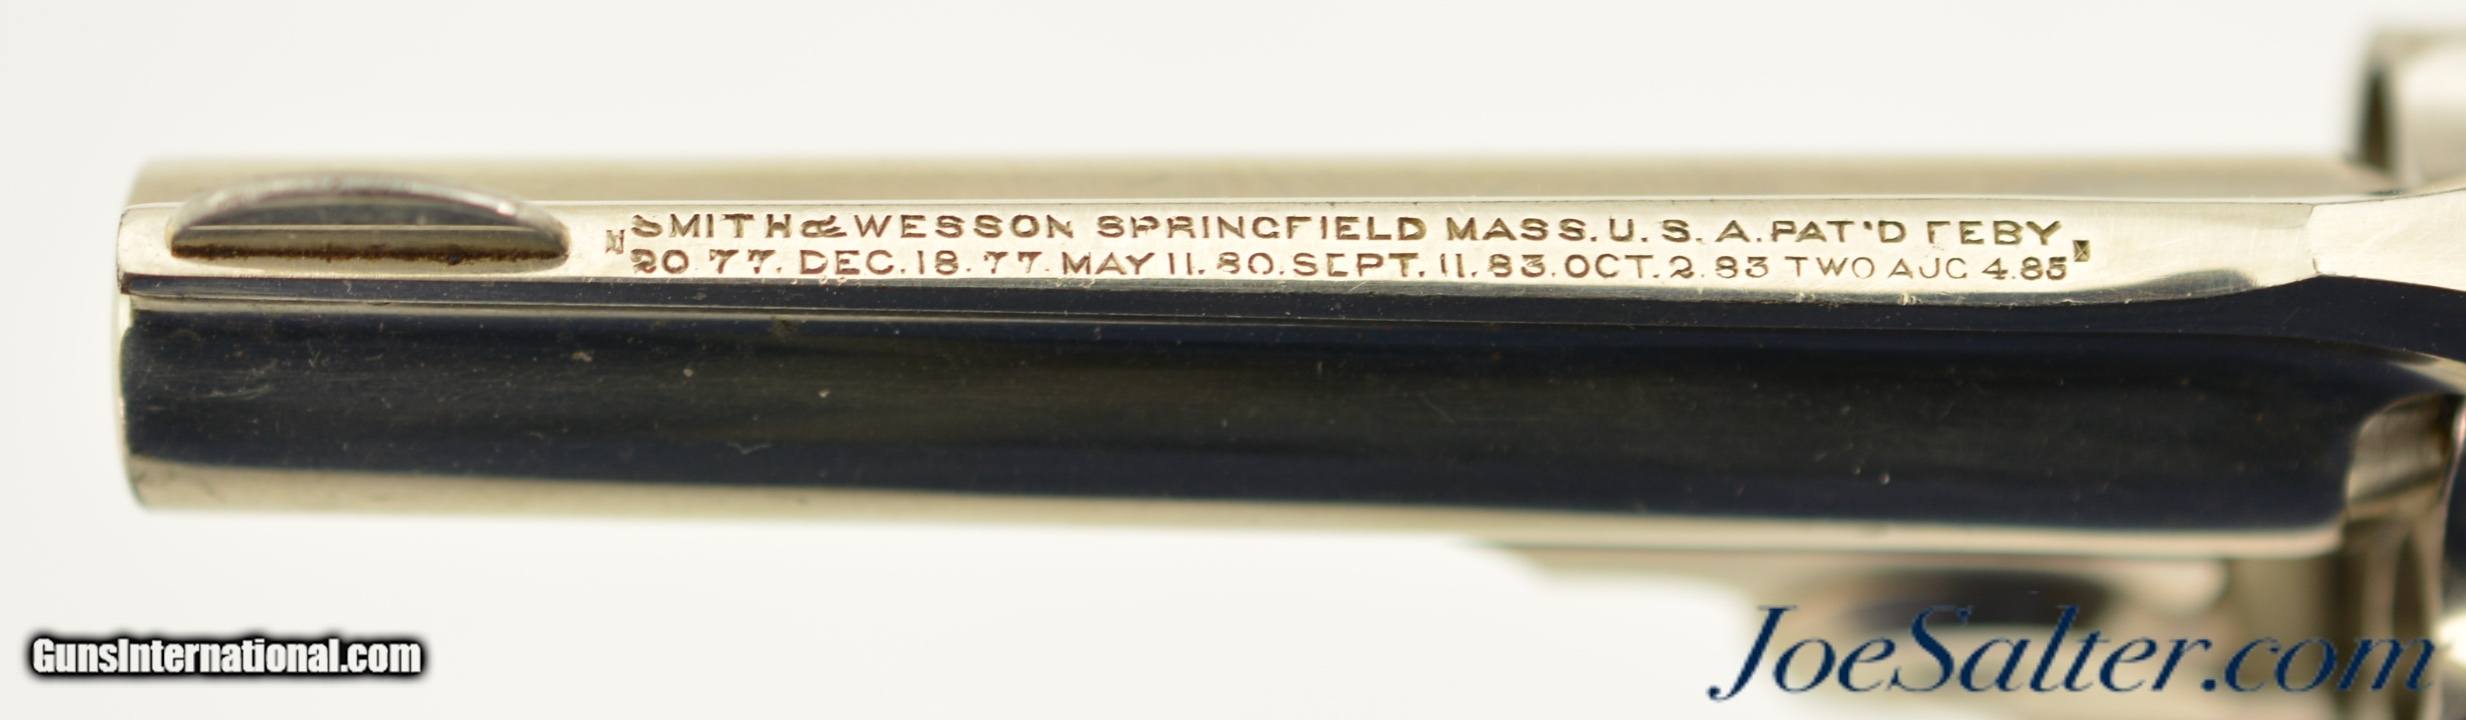 SMITH & WESSON SPRINGFIELD MASS. U. S. A. PAT'D FEBY
20. 77. DEC. 18. 77. MAY 11. 80. SEPT. 11. 83. OCT. 2. 83 TWO AUG 4. 85
GunsInternational.com
JoeSalter.com